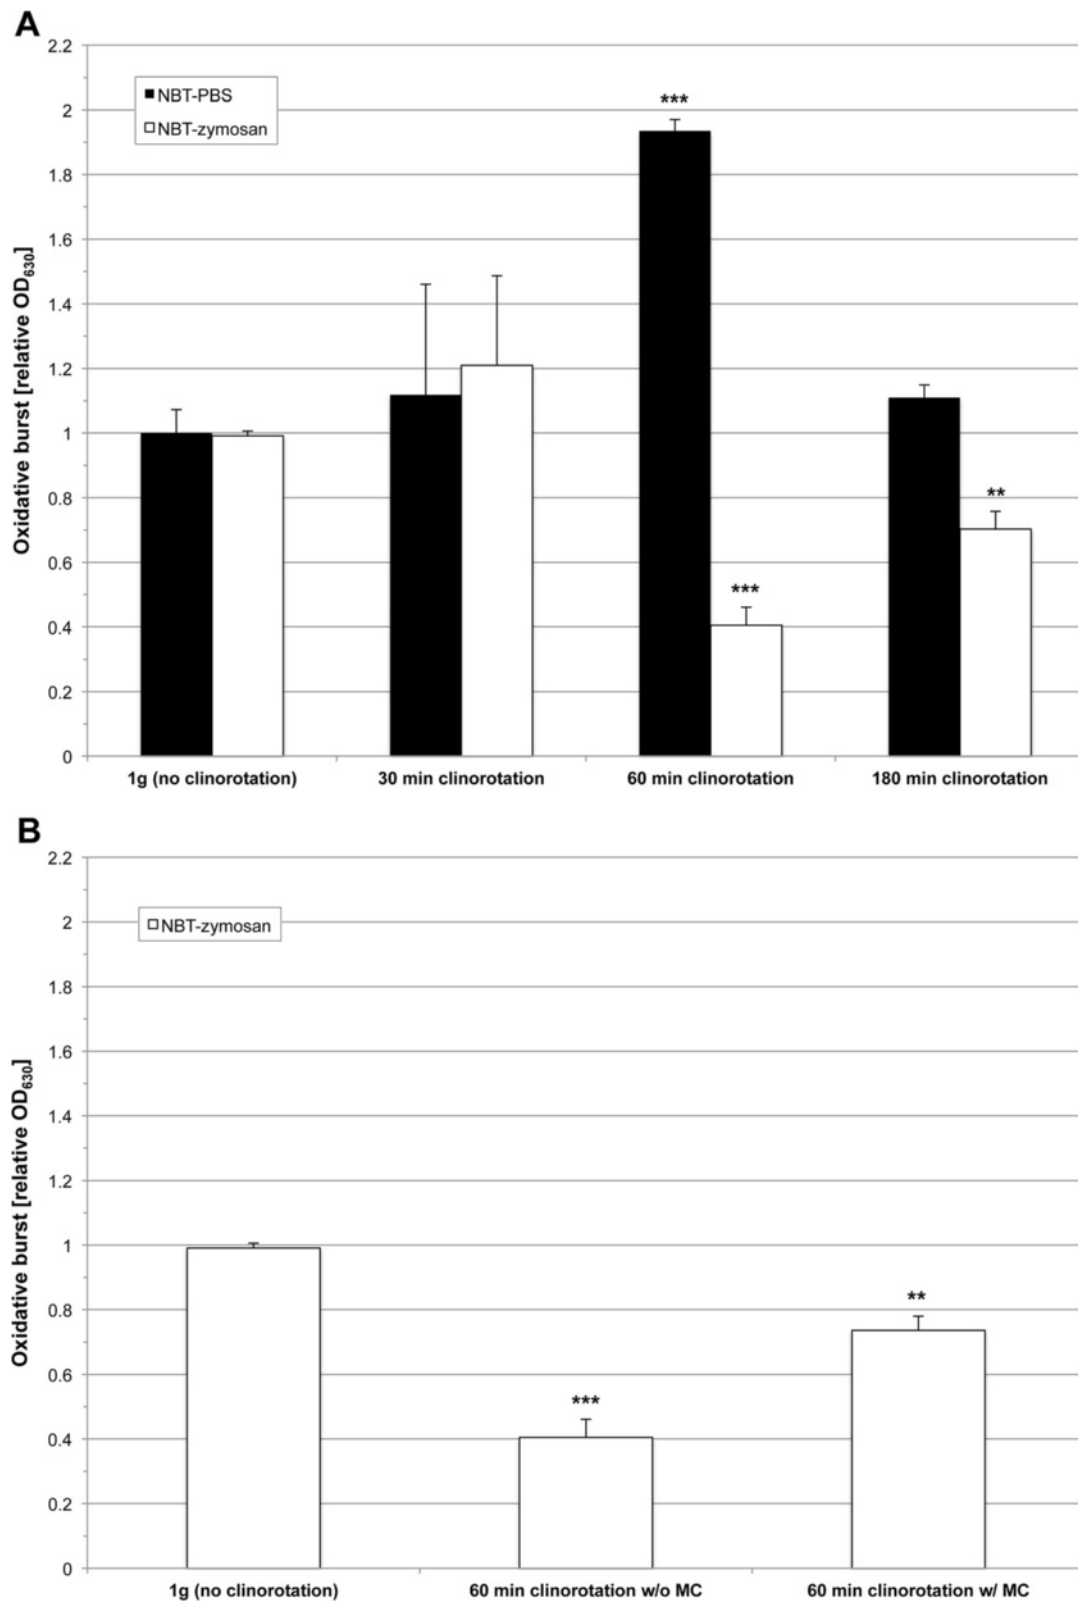 A
2.2
2
1.8
1.6
1.4
1.2
1
0.8
0.6
0.4
0.2
0
Oxidative burst [relative OD630]
NBT-PBS
NBT-zymosan
***
***
**
1g (no clinorotation)
30 min clinorotation
60 min clinorotation
180 min clinorotation
B
2.2
2
1.8
1.6
1.4
1.2
1
0.8
0.6
0.4
0.2
0
Oxidative burst [relative OD630]
NBT-zymosan
***
**
1g (no clinorotation)
60 min clinorotation w/o MC
60 min clinorotation w/ MC